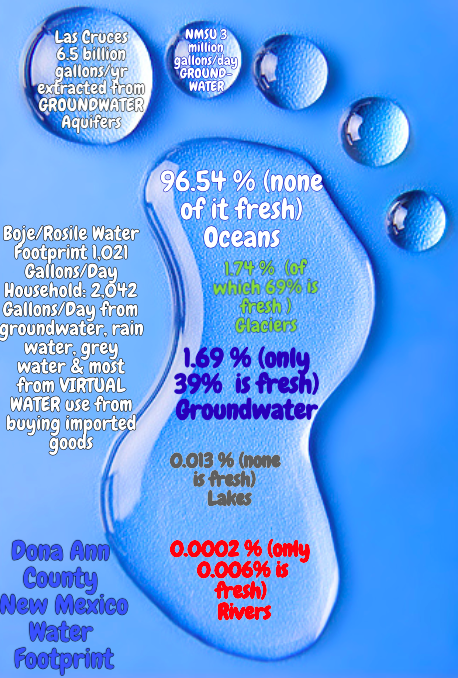 Las Cruces
6.5 billion
gallons/yr
extracted from
GROUNDWATER
Aquifers
NMSU 3
million
gallons/day
GROUND-
WATER
96.54 % (none
of it fresh)
Oceans
1.74 % (of
which 69% is
fresh )
Glaciers
1.69 % (only
39% is fresh)
Groundwater
0.013 % (none
is fresh)
Lakes
0.0002 % (only
0.006% is
fresh)
Rivers
Boje/Rosile Water
Footprint 1,021
Gallons/Day
Household: 2,042
Gallons/Day from
groundwater, rain
water, grey
water & most
from VIRTUAL
WATER use from
buying imported
goods
Dona Ann
County
New Mexico
Water
Footprint